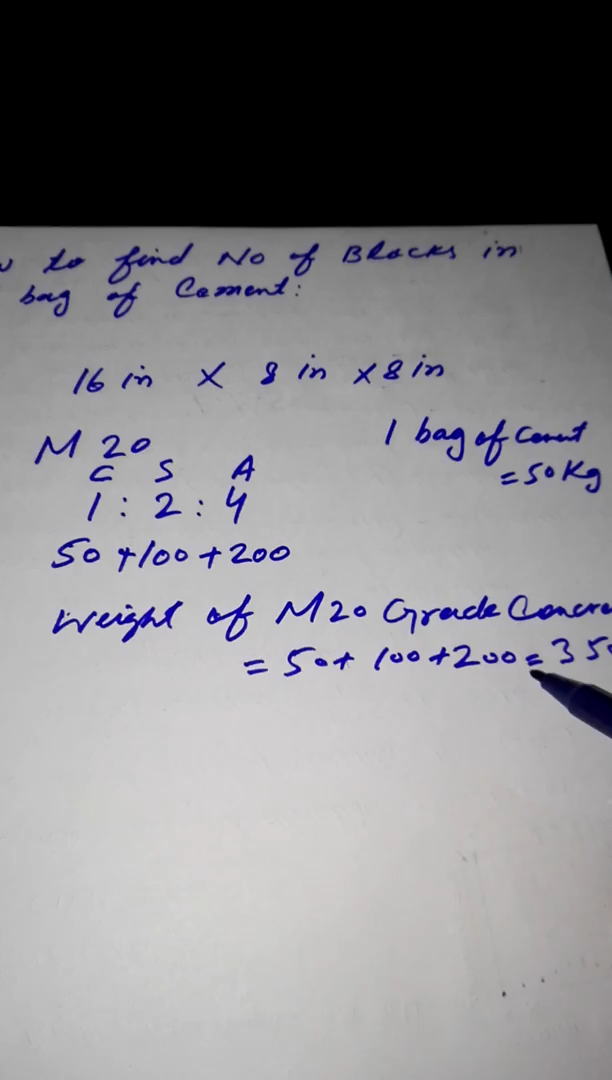 to find No of Blocks in
bag of Cement:
16 in X 8 in x 8 in
M 20
1 bag of Cement
= 50 Kg
C S A
1 : 2 : 4
50 + 100 + 200
Weight of M20 Grade
= 50 + 100 + 200 =